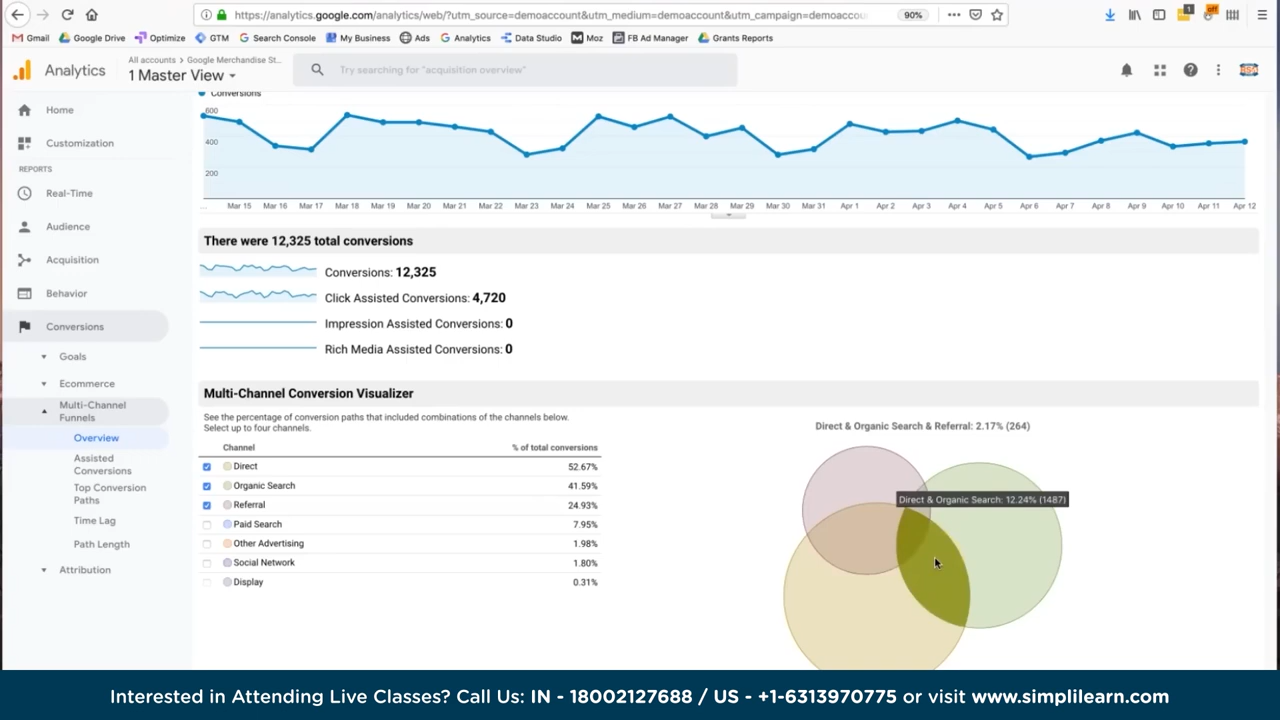 https://analytics.google.com/analytics/web/?utm_source=demoaccount&utm_medium=demoaccount&utm_campaign=demoaccou
90%
1
off
Gmail
Google Drive
Optimize
GTM
Search Console
My Business
Ads
Analytics
Data Studio
Moz
FB Ad Manager
Grants Reports
Analytics
All accounts > Google Merchandise St...
1 Master View
Try searching for "acquisition overview"
Home
Customization
REPORTS
Real-Time
Audience
Acquisition
Behavior
Conversions
Goals
Ecommerce
Multi-Channel
Funnels
Overview
Assisted
Conversions
Top Conversion
Paths
Time Lag
Path Length
Attribution
Conversions
600
400
200
... Mar 15 Mar 16 Mar 17 Mar 18 Mar 19 Mar 20 Mar 21 Mar 22 Mar 23 Mar 24 Mar 25 Mar 26 Mar 27 Mar 28 Mar 29 Mar 30 Mar 31 Apr 1 Apr 2 Apr 3 Apr 4 Apr 5 Apr 6 Apr 7 Apr 8 Apr 9 Apr 10 Apr 11 Apr 12
There were 12,325 total conversions
Conversions: 12,325
Click Assisted Conversions: 4,720
Impression Assisted Conversions: 0
Rich Media Assisted Conversions: 0
Multi-Channel Conversion Visualizer
See the percentage of conversion paths that included combinations of the channels below.
Select up to four channels.
Channel % of total conversions
Direct 52.67%
Organic Search 41.59%
Referral 24.93%
Paid Search 7.95%
Other Advertising 1.98%
Social Network 1.80%
Display 0.31%
Direct & Organic Search & Referral: 2.17% (264)
Direct & Organic Search: 12.24% (1487)
Interested in Attending Live Classes? Call Us: IN - 18002127688 / US - +1-6313970775 or visit www.simplilearn.com